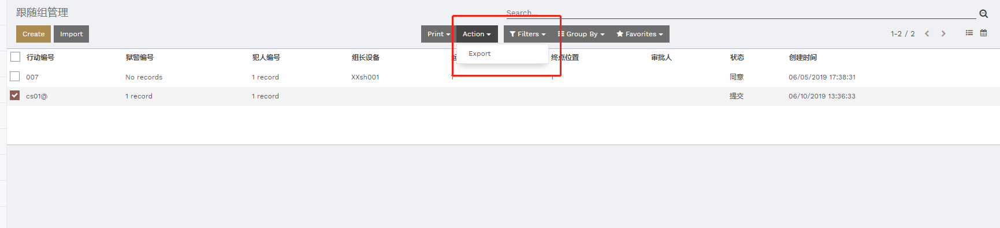 跟随组管理
Search...
Create Import Print Action Filters Group By Favorites 1-2 / 2
Export
行动编号 狱警编号 犯人编号 组长设备 终点位置 审批人 状态 创建时间
007 No records 1 record XXsh001 1 1 同意 06/05/2019 17:38:31
cs01@ 1 record 1 record 提交 06/10/2019 13:36:33